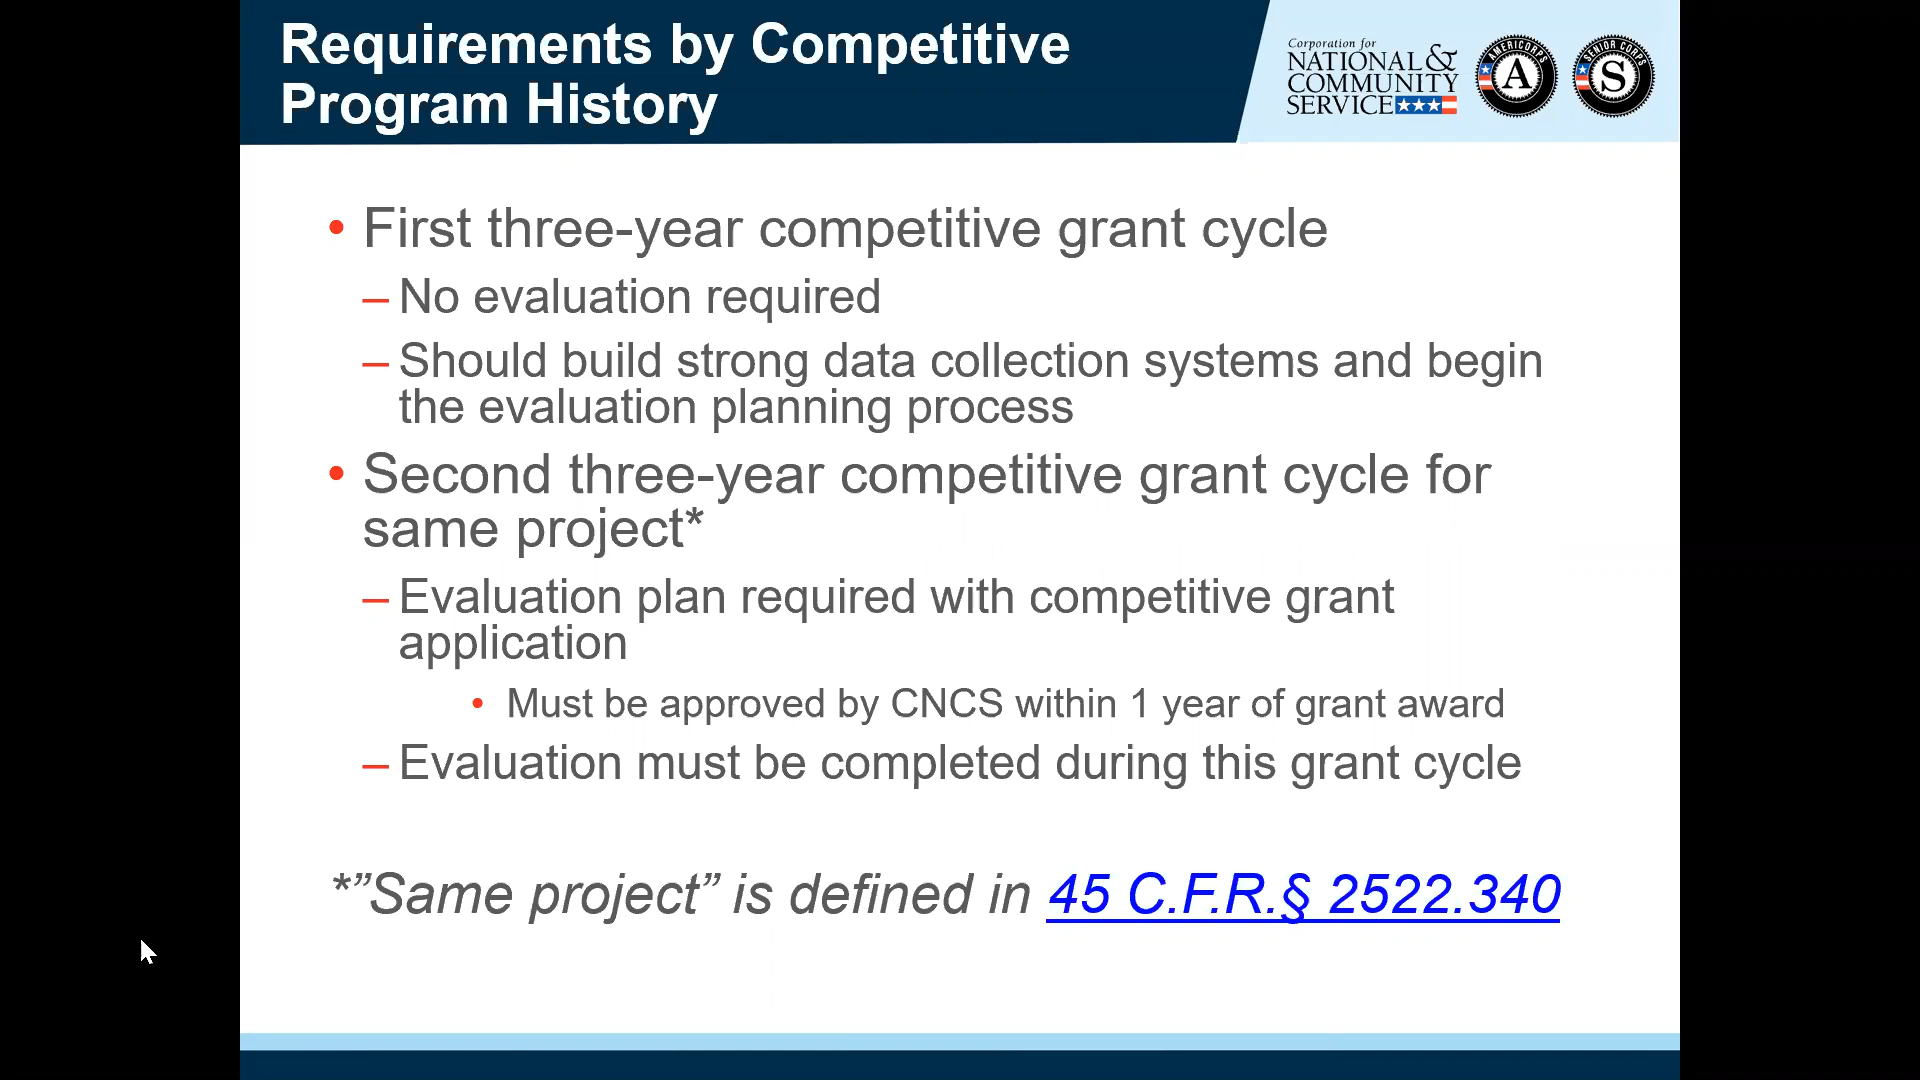 Requirements by Competitive
Program History
Corporation for
NATIONAL &
COMMUNITY
SERVICE
AMERICORPS
A
SENIOR CORPS
S
• First three-year competitive grant cycle
– No evaluation required
– Should build strong data collection systems and begin
the evaluation planning process
• Second three-year competitive grant cycle for
same project*
– Evaluation plan required with competitive grant
application
• Must be approved by CNCS within 1 year of grant award
– Evaluation must be completed during this grant cycle
*”Same project” is defined in 45 C.F.R.§ 2522.340